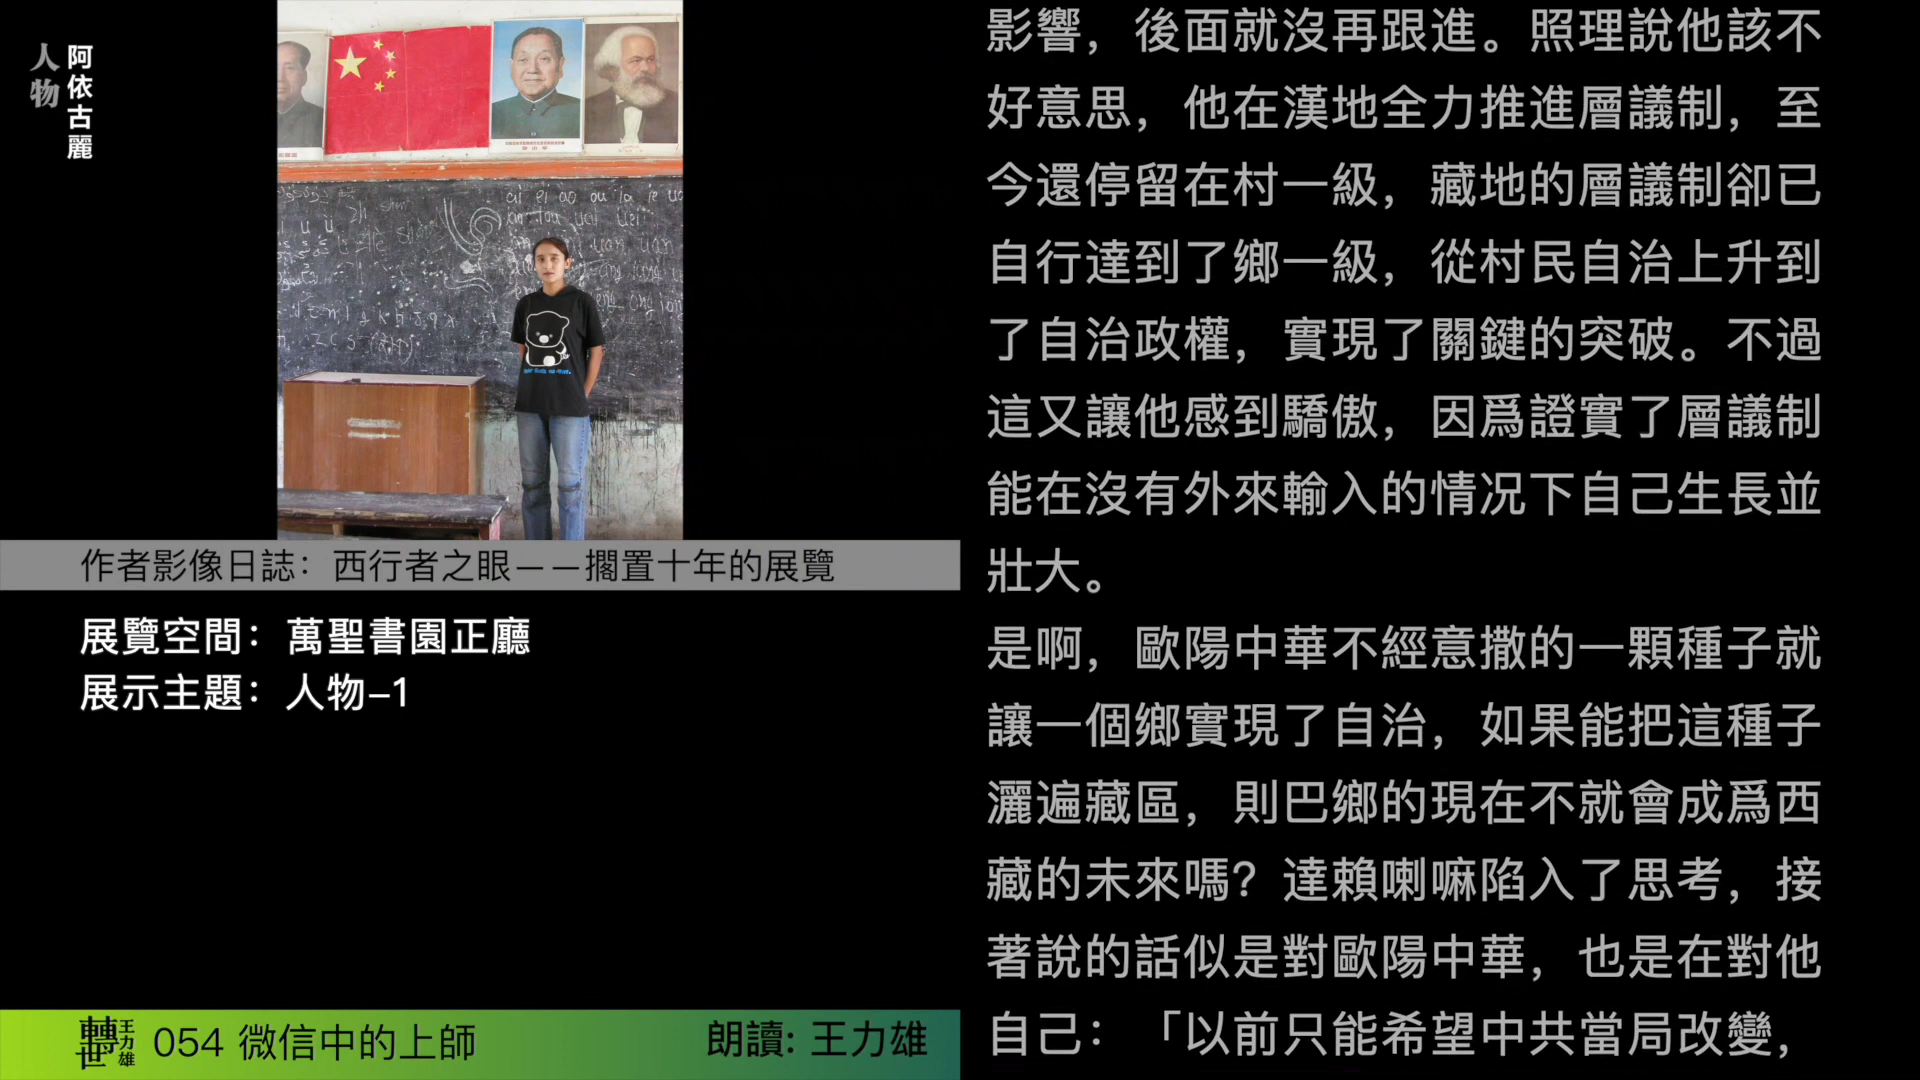 人物
阿依古麗
作者影像日誌：西行者之眼——擱置十年的展覽
展覽空間：萬聖書園正廳
展示主題：人物-1
轉世
王力雄
054 微信中的上師
朗讀: 王力雄
影響，後面就沒再跟進。照理說他該不
好意思，他在漢地全力推進層議制，至
今還停留在村一級，藏地的層議制卻已
自行達到了鄉一級，從村民自治上升到
了自治政權，實現了關鍵的突破。不過
這又讓他感到驕傲，因爲證實了層議制
能在沒有外來輸入的情况下自己生長並
壯大。
是啊，歐陽中華不經意撒的一顆種子就
讓一個鄉實現了自治，如果能把這種子
灑遍藏區，則巴鄉的現在不就會成爲西
藏的未來嗎？達賴喇嘛陷入了思考，接
著說的話似是對歐陽中華，也是在對他
自己：「以前只能希望中共當局改變，